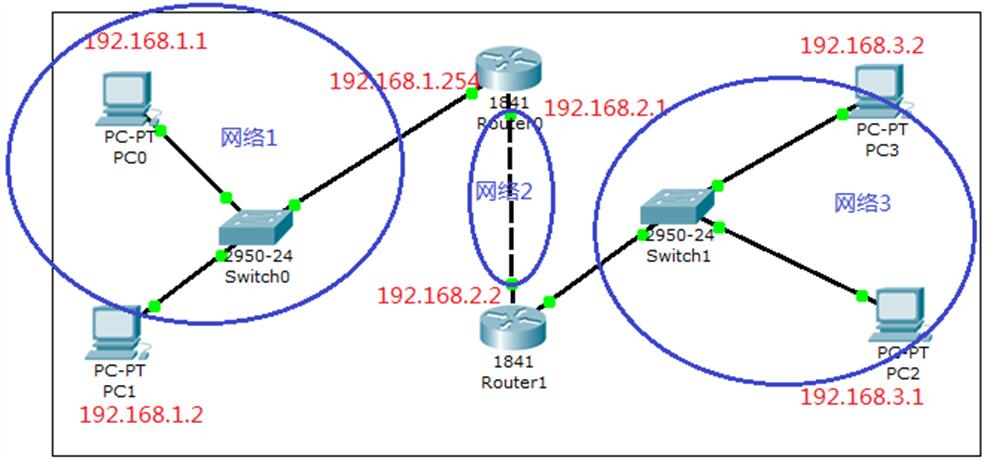 192.168.1.1
PC-PT
PC0
网络1
192.168.1.254
1841
Router0
192.168.2.1
192.168.3.2
PC-PT
PC3
2950-24
Switch0
网络2
2950-24
Switch1
网络3
PC-PT
PC1
192.168.1.2
192.168.2.2
1841
Router1
PC-PT
PC2
192.168.3.1